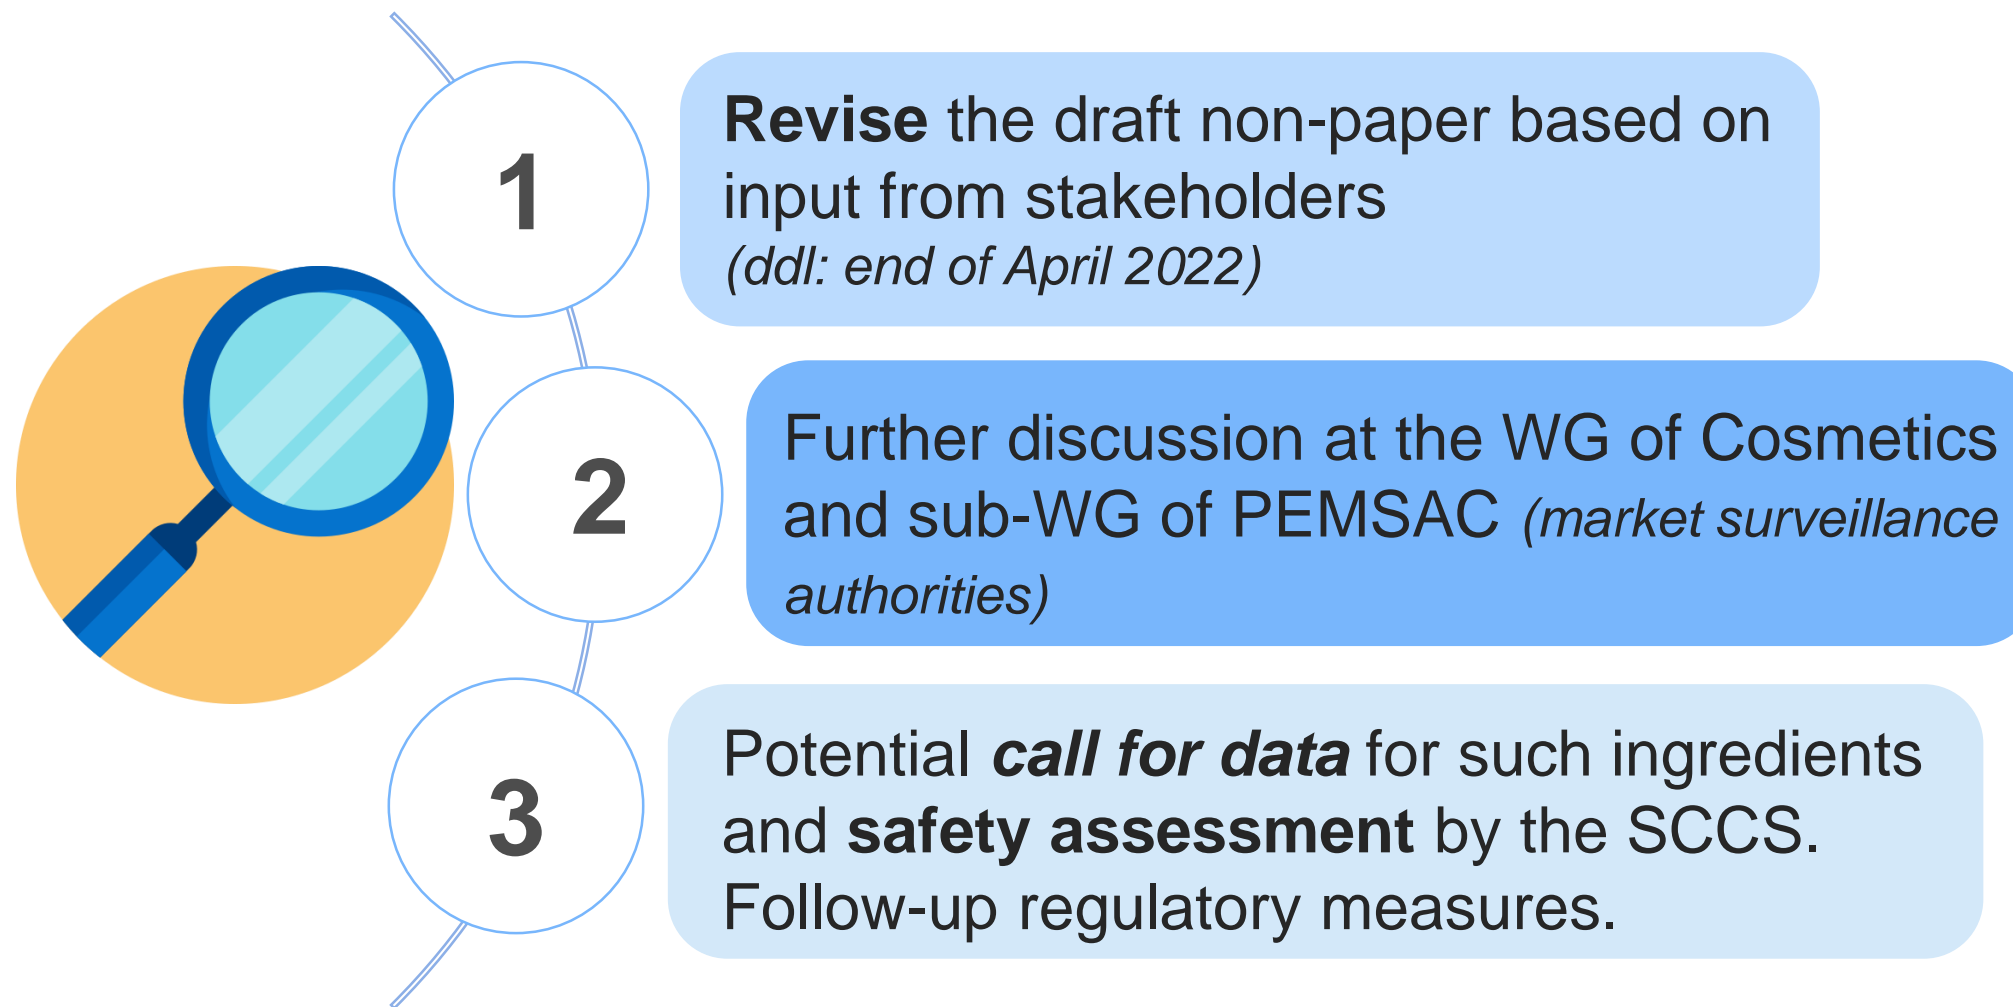 1
Revise the draft non-paper based on
input from stakeholders
(ddl: end of April 2022)
2
Further discussion at the WG of Cosmetics
and sub-WG of PEMSAC (market surveillance
authorities)
3
Potential call for data for such ingredients
and safety assessment by the SCCS.
Follow-up regulatory measures.